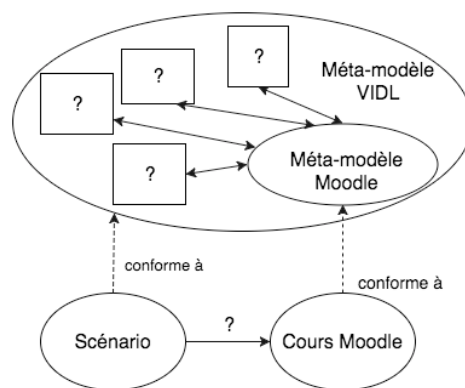 ?
?
?
Méta-modèle
VIDL
?
Méta-modèle
Moodle
conforme à
conforme à
Scénario
?
Cours Moodle